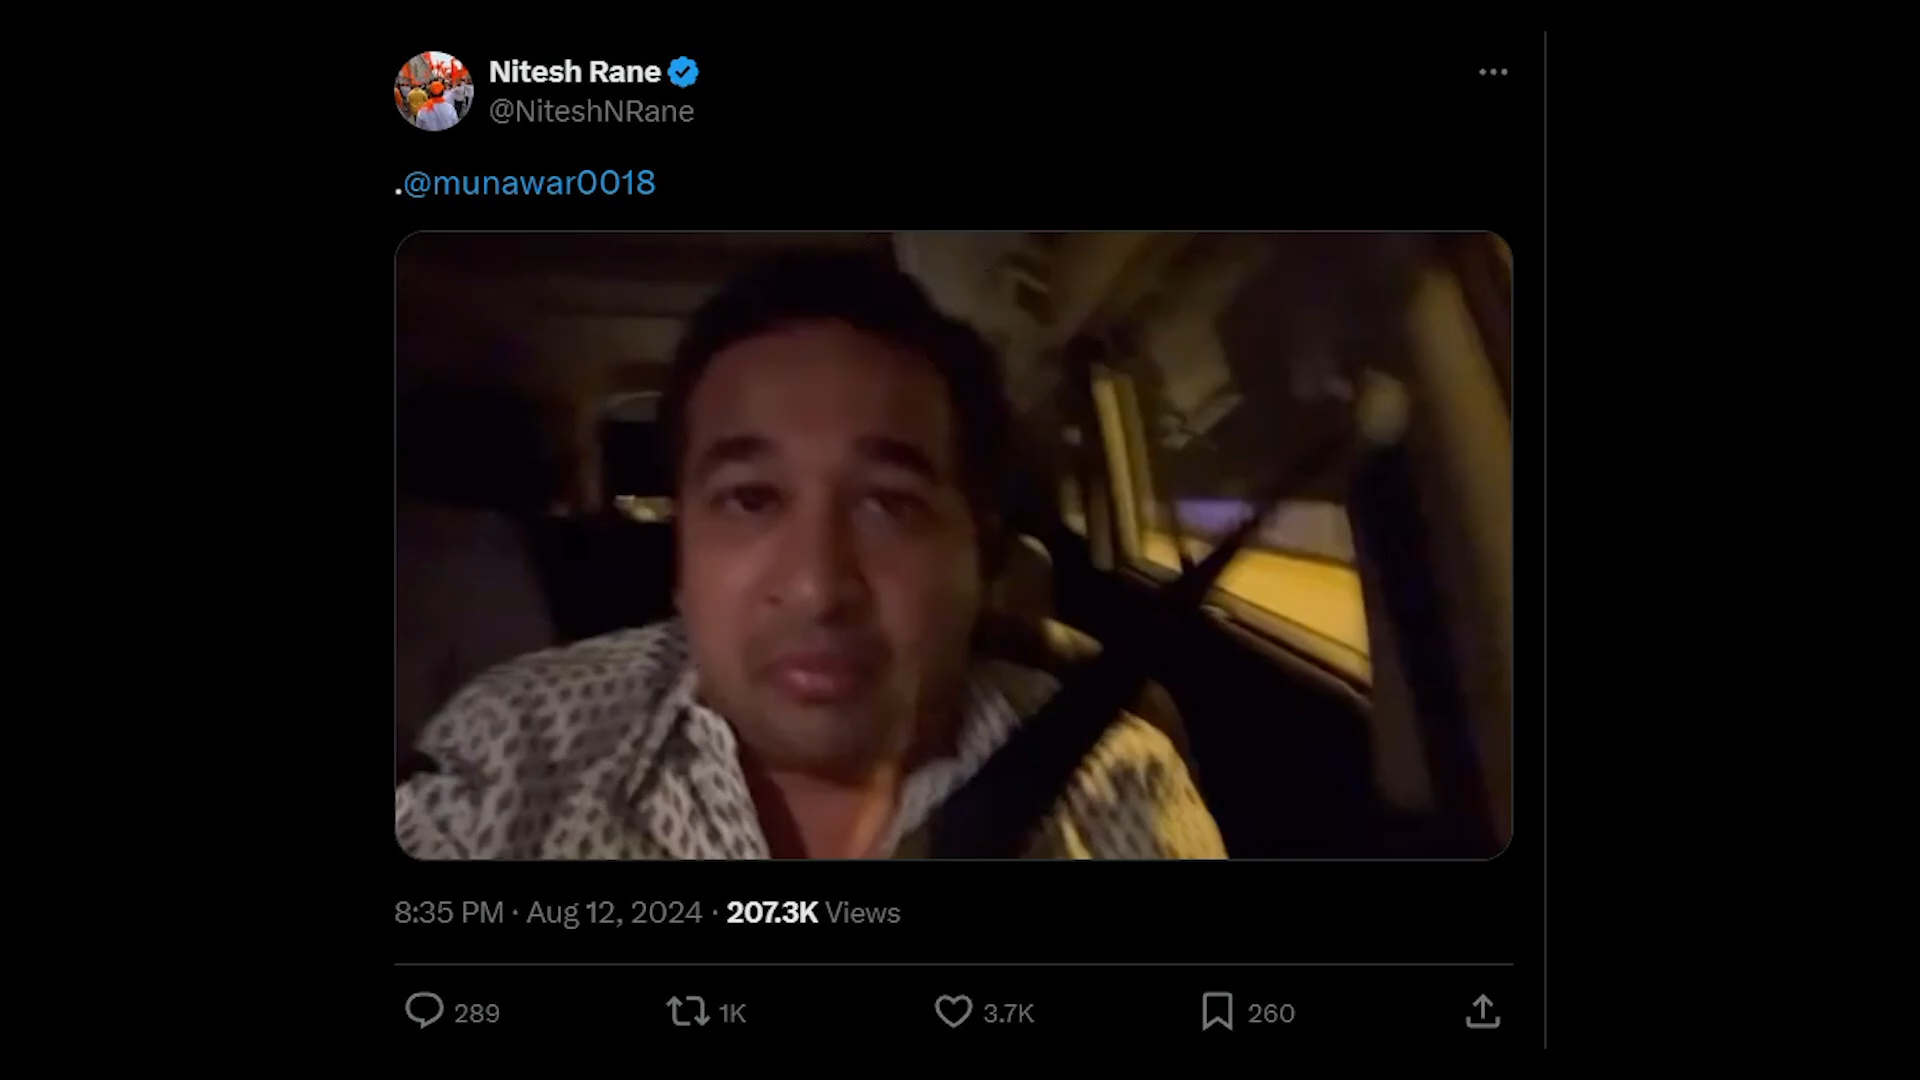 Nitesh Rane
@NiteshNRane
.@munawar0018
8:35 PM · Aug 12, 2024 · 207.3K Views
289 1K 3.7K 260